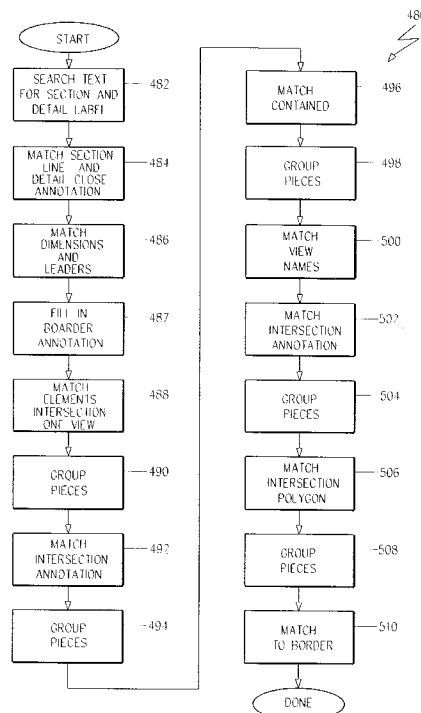 START
SEARCH TEXT
FOR SECTION AND
DETAIL LABEL
482
MATCH SECTION
LINE AND
DETAIL CLOSE
ANNOTATION
484
MATCH
DIMENSIONS
AND
LEADERS
486
FILL IN
BOARDER
ANNOTATION
487
MATCH
ELEMENTS
INTERSECTION
ONE VIEW
488
GROUP
PIECES
490
MATCH
INTERSECTION
ANNOTATION
492
GROUP
PIECES
494
MATCH
CONTAINED
496
GROUP
PIECES
498
MATCH
VIEW
NAMES
500
MATCH
INTERSECTION
ANNOTATION
502
GROUP
PIECES
504
MATCH
INTERSECTION
POLYGON
506
GROUP
PIECES
508
MATCH
TO BORDER
510
DONE